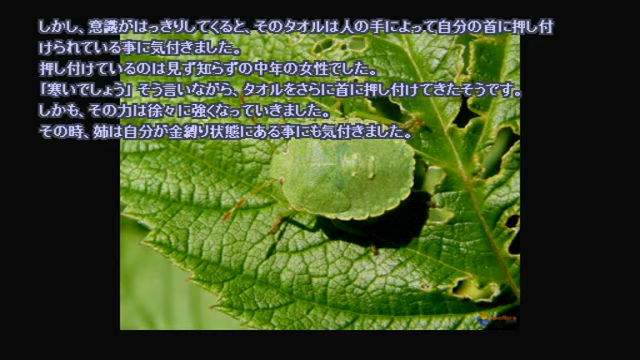 しかし、意識がはっきりしてくると、そのタオルは人の手によって自分の首に押し付
けられている事に気付きました。
押し付けているのは見ず知らずの中年の女性でした。
「寒いでしょう」 そう言いながら、タオルをさらに首に押し付けてきたそうです。
しかも、その力は徐々に強くなっていきました。
その時、姉は自分が金縛り状態にある事にも気付きました。